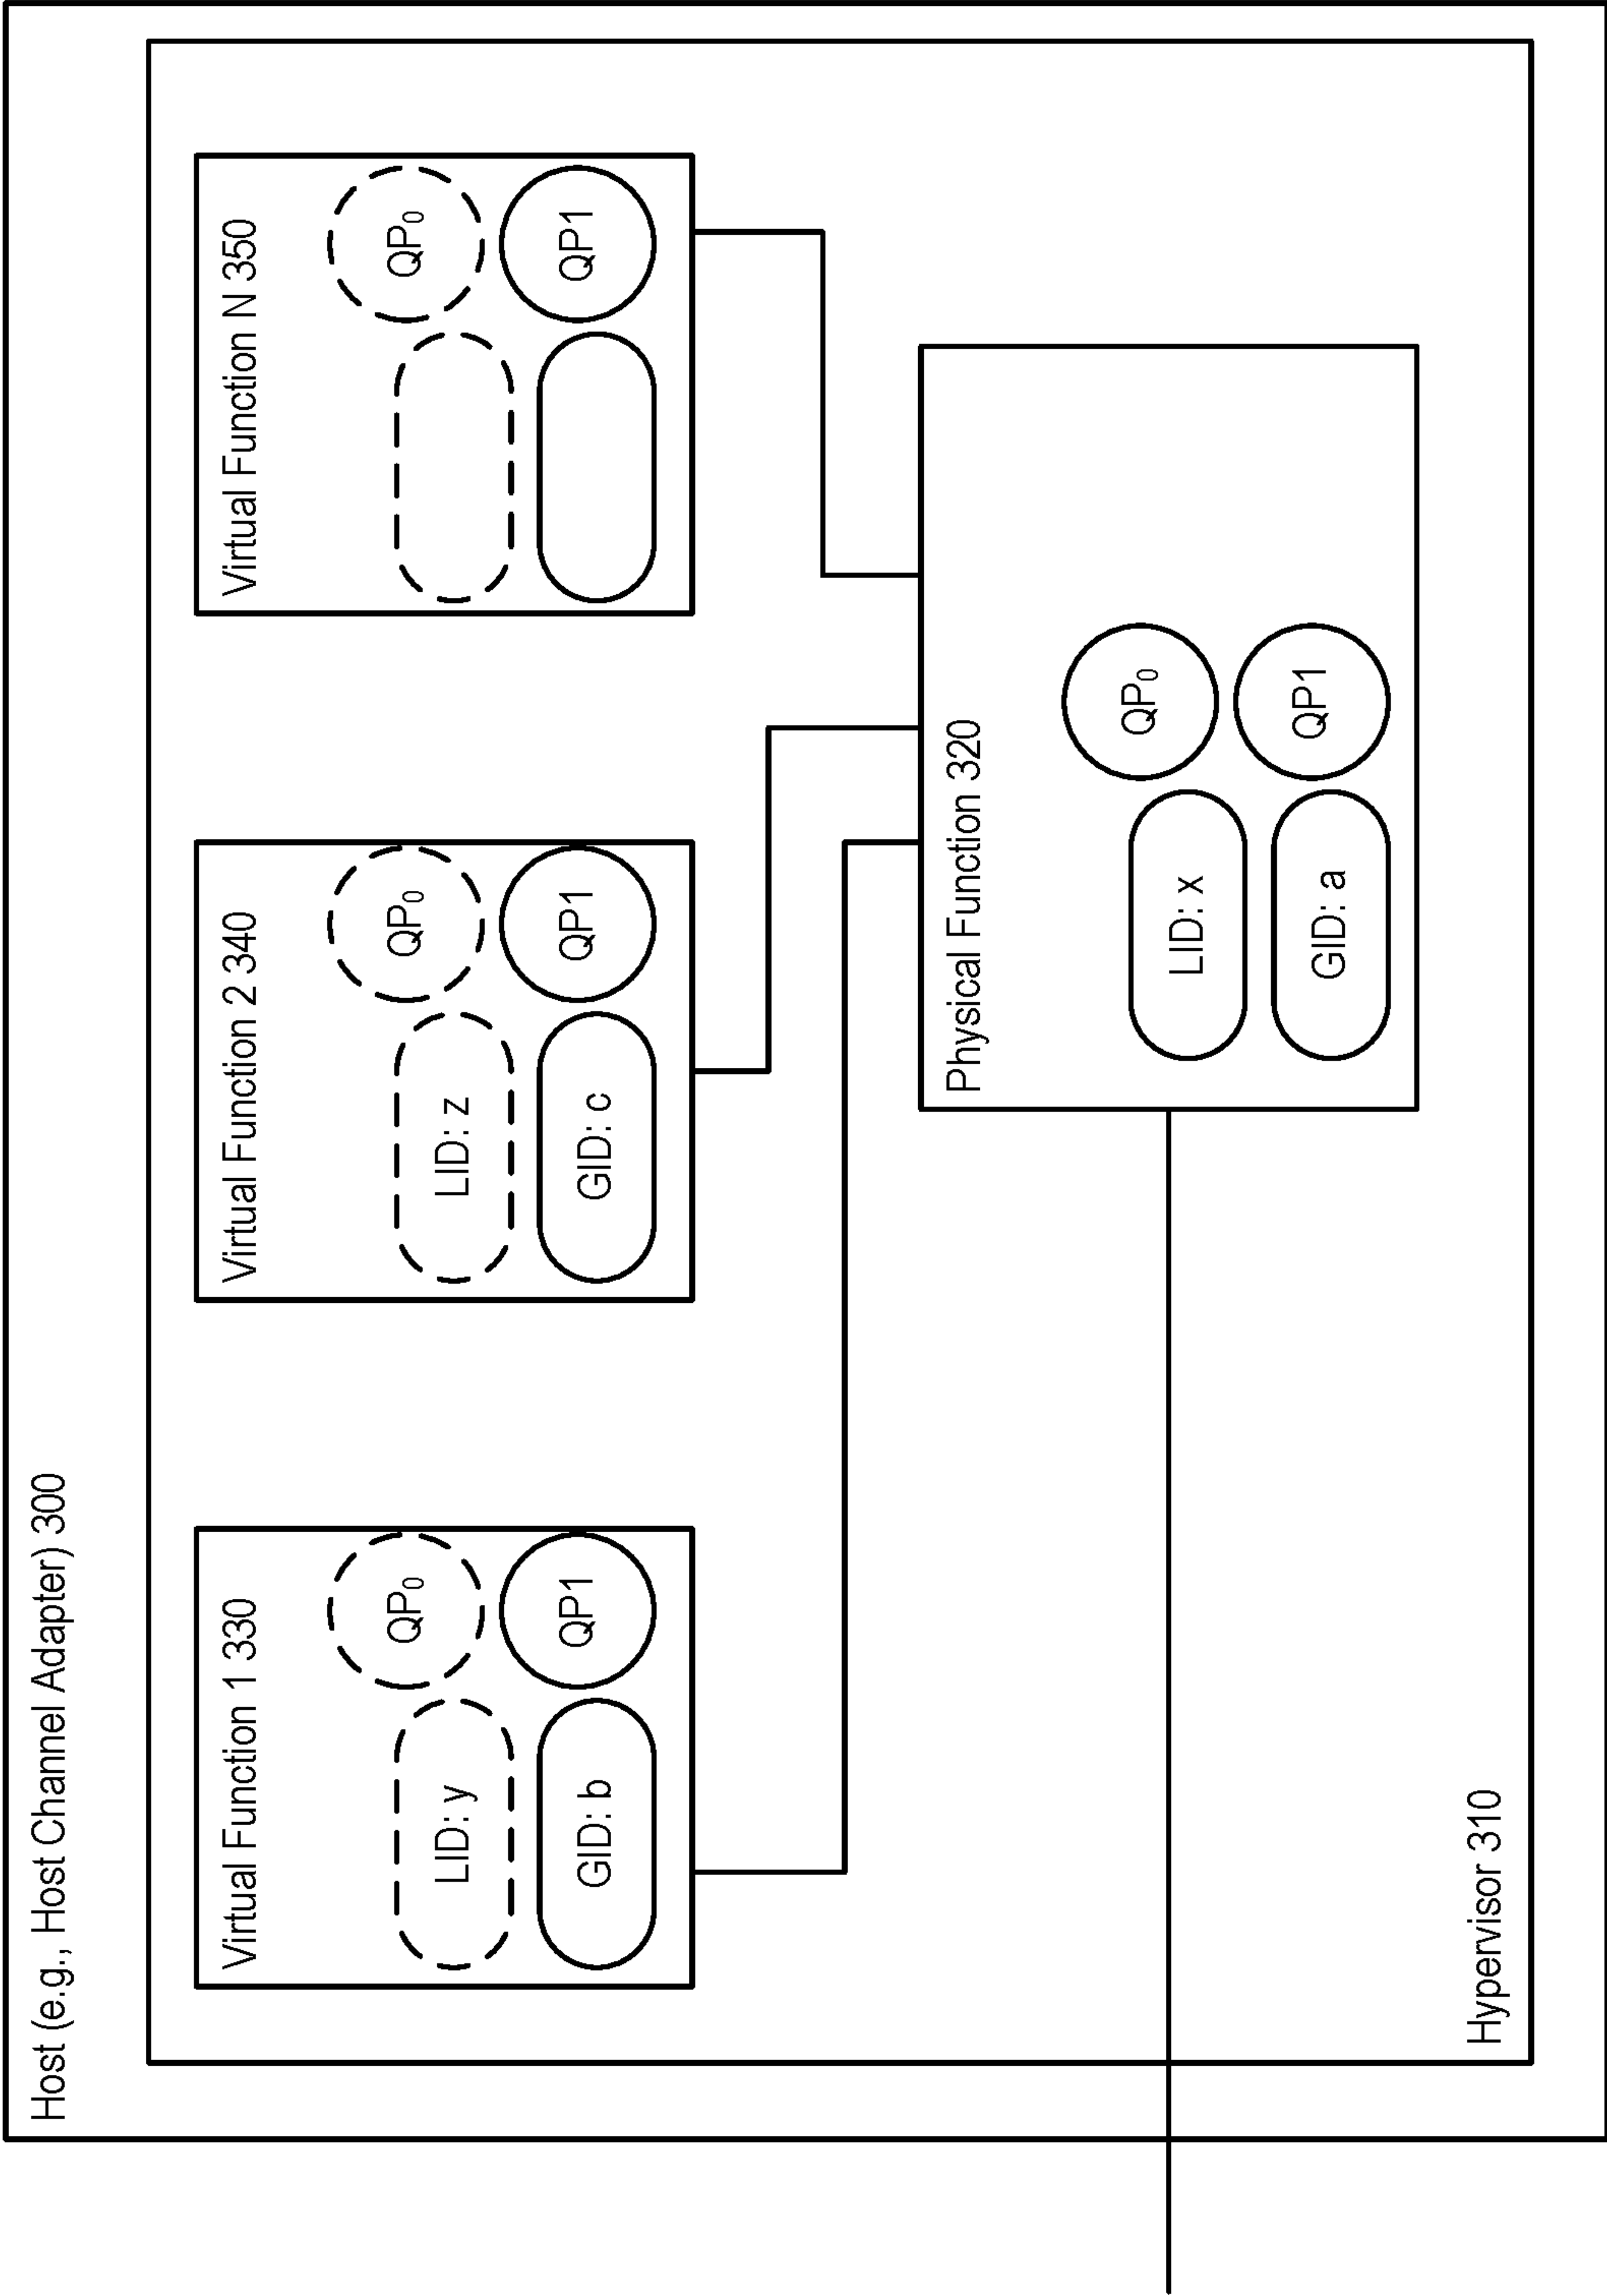 Host (e.g., Host Channel Adapter) 300
Virtual Function 1 330
QP0
LID: y
QP1
GID: b
Virtual Function 2 340
QP0
LID: z
QP1
GID: c
Virtual Function N 350
QP0
QP1
Physical Function 320
QP0
LID: x
QP1
GID: a
Hypervisor 310